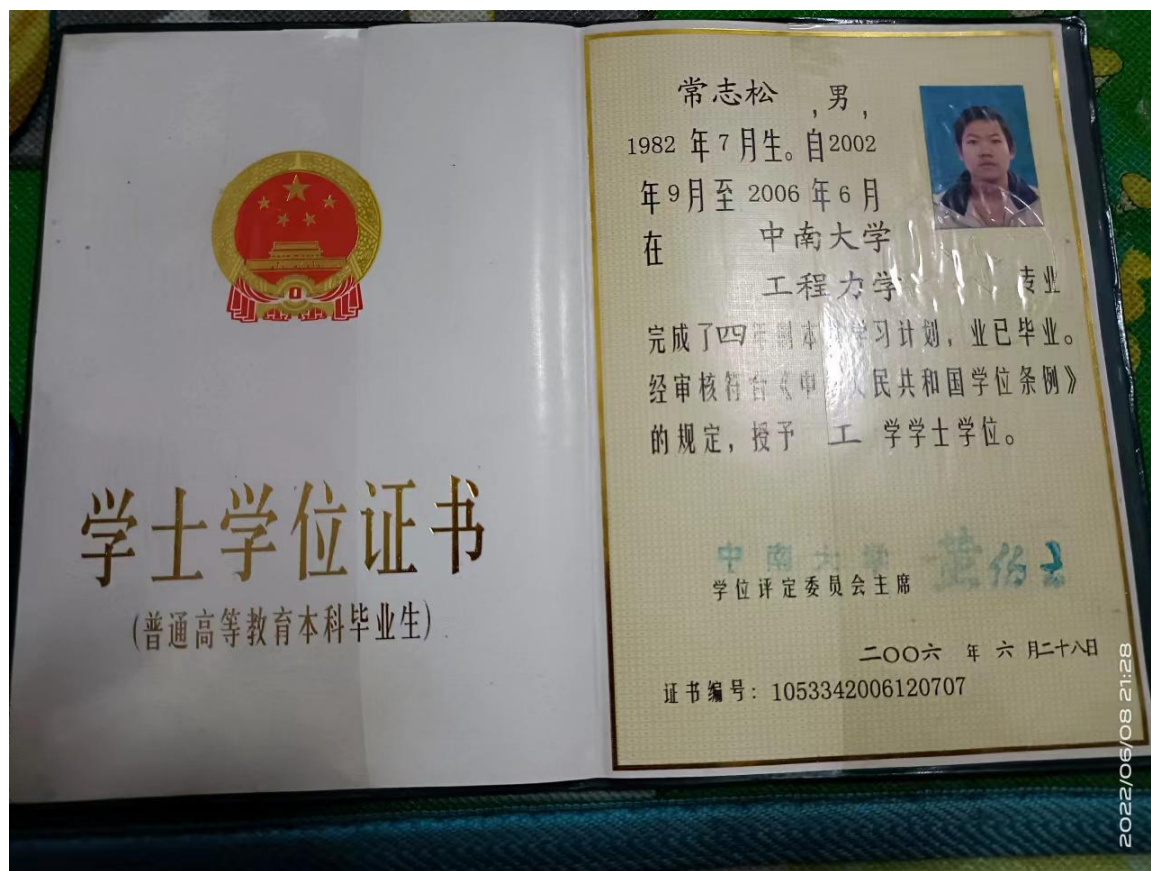 学士学位证书
(普通高等教育本科毕业生)
常志松 ,男,
1982 年 7 月生。自2002
年 9 月至 2006 年 6 月
在 中南大学
工程力学 专业
完成了四年制本 学习计划,业已毕业。
经审核符合《中 人民共和国学位条例》
的规定,授予 工 学学士学位。
中南大学
学位评定委员会主席 黄伯云
二〇〇六 年 六 月二十八日
证书编号:1053342006120707
2022/06/08 21:28